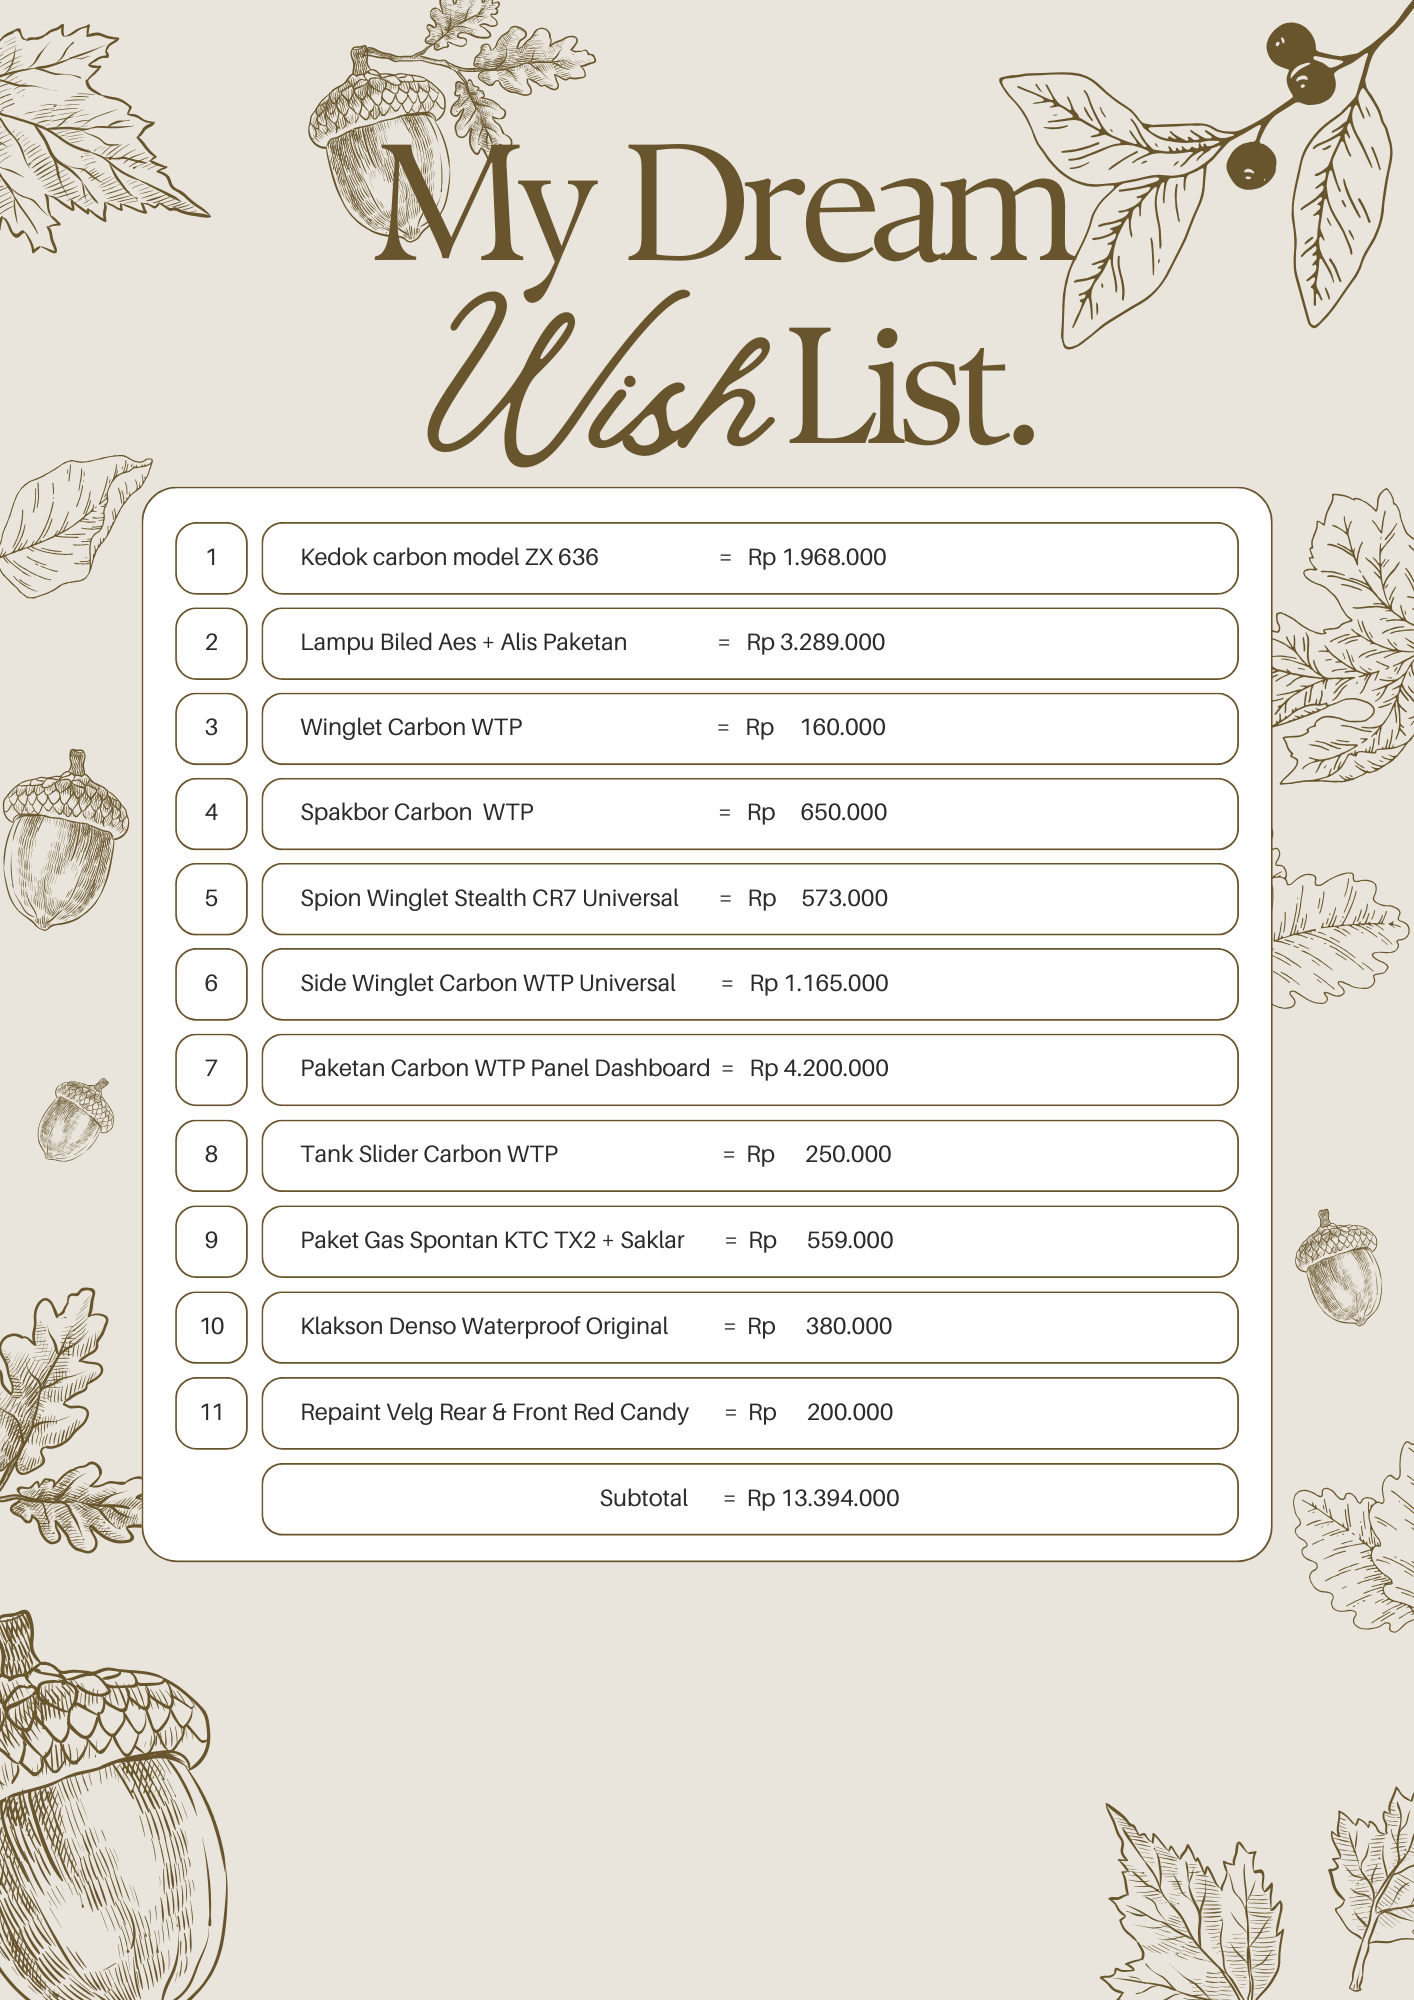 My Dream
Wish List.
1 Kedok carbon model ZX 636 = Rp 1.968.000
2 Lampu Biled Aes + Alis Paketan = Rp 3.289.000
3 Winglet Carbon WTP = Rp 160.000
4 Spakbor Carbon WTP = Rp 650.000
5 Spion Winglet Stealth CR7 Universal = Rp 573.000
6 Side Winglet Carbon WTP Universal = Rp 1.165.000
7 Paketan Carbon WTP Panel Dashboard = Rp 4.200.000
8 Tank Slider Carbon WTP = Rp 250.000
9 Paket Gas Spontan KTC TX2 + Saklar = Rp 559.000
10 Klakson Denso Waterproof Original = Rp 380.000
11 Repaint Velg Rear & Front Red Candy = Rp 200.000
Subtotal = Rp 13.394.000